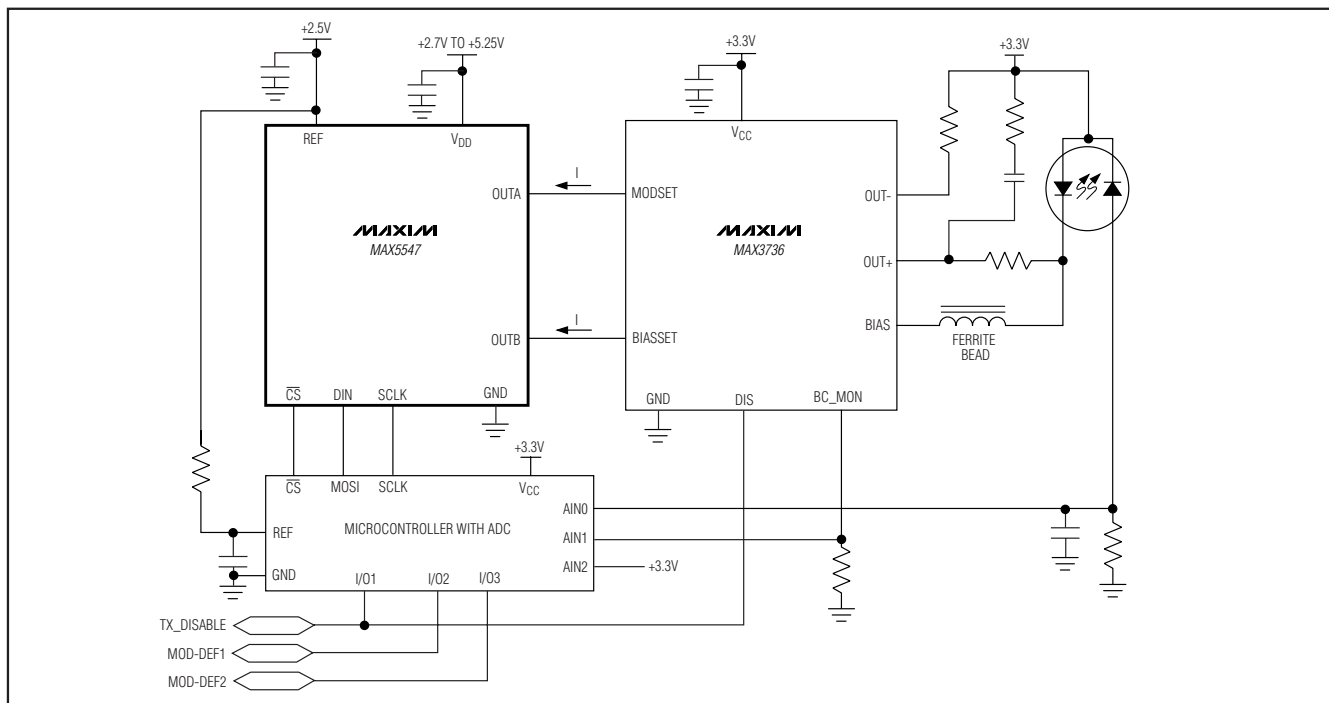 +2.5V
+2.7V TO +5.25V
+3.3V
+3.3V
REF
VDD
VCC
OUTA
I
MODSET
OUT-
MAXIM
MAX5547
MAXIM
MAX3736
OUT+
OUTB
I
BIASSET
BIAS
FERRITE
BEAD
CS
DIN
SCLK
GND
GND
DIS
BC_MON
+3.3V
CS
MOSI
SCLK
VCC
AIN0
REF
MICROCONTROLLER WITH ADC
AIN1
AIN2
+3.3V
GND
I/O1
I/O2
I/O3
TX_DISABLE
MOD-DEF1
MOD-DEF2